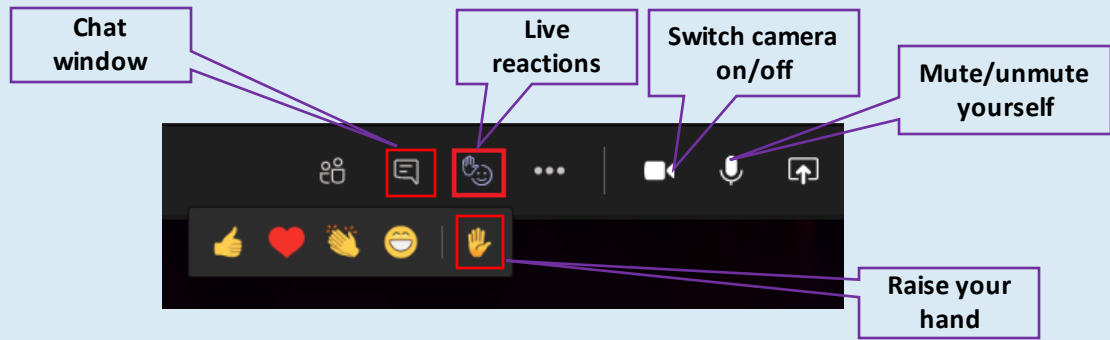 Chat
window
Live
reactions
Switch camera
on/off
Mute/unmute
yourself
Raise your
hand